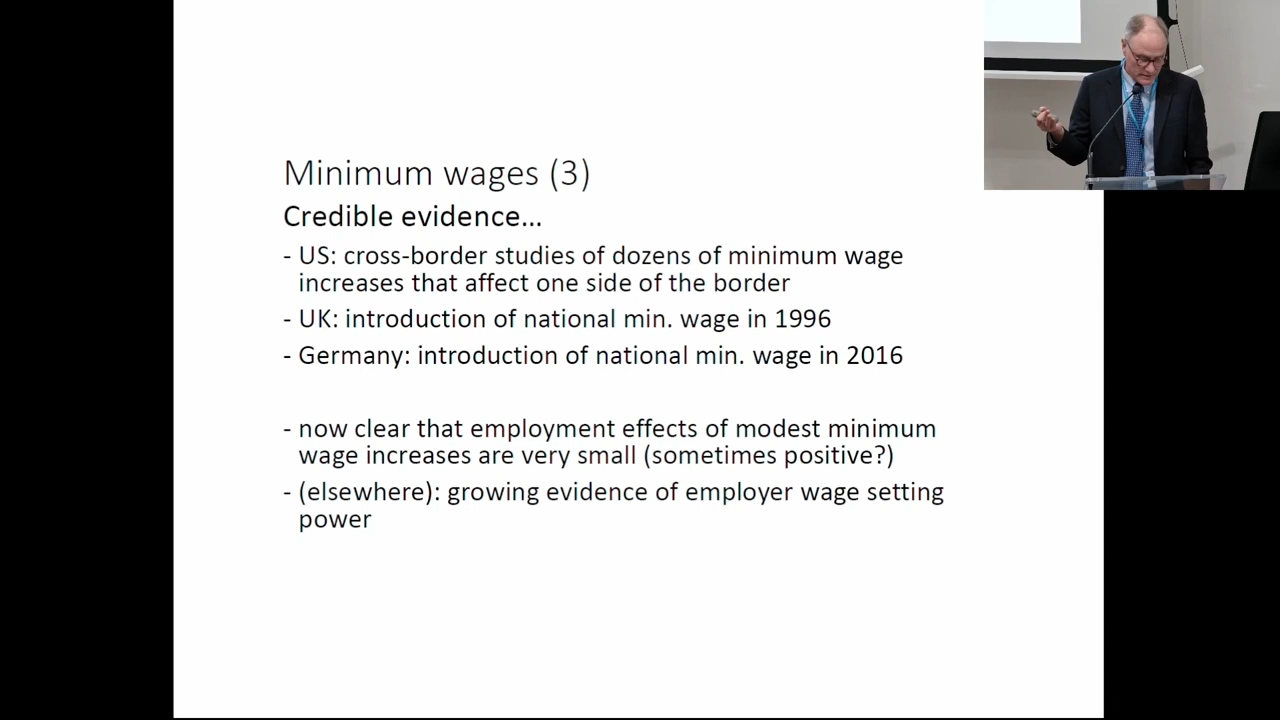 Minimum wages (3)
Credible evidence…
- US: cross-border studies of dozens of minimum wage
increases that affect one side of the border
- UK: introduction of national min. wage in 1996
- Germany: introduction of national min. wage in 2016
- now clear that employment effects of modest minimum
wage increases are very small (sometimes positive?)
- (elsewhere): growing evidence of employer wage setting
power